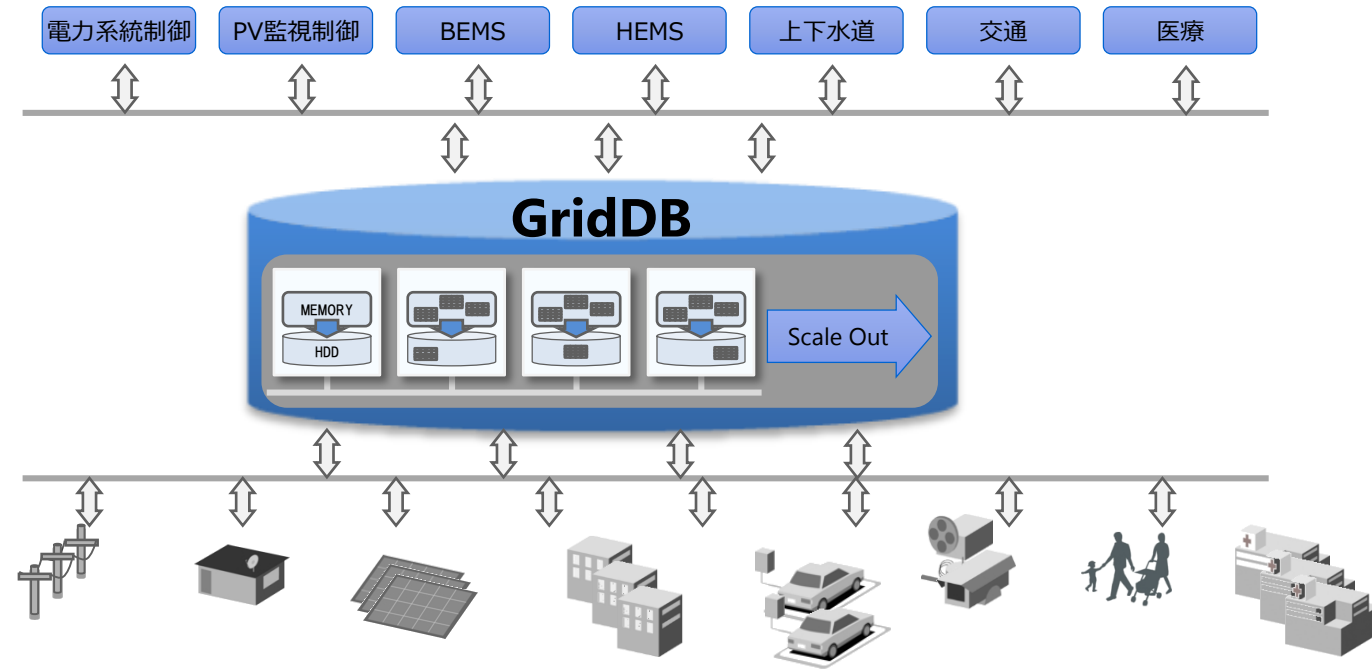 電力系統制御
PV監視制御
BEMS
HEMS
上下水道
交通
医療
GridDB
MEMORY
HDD
Scale Out